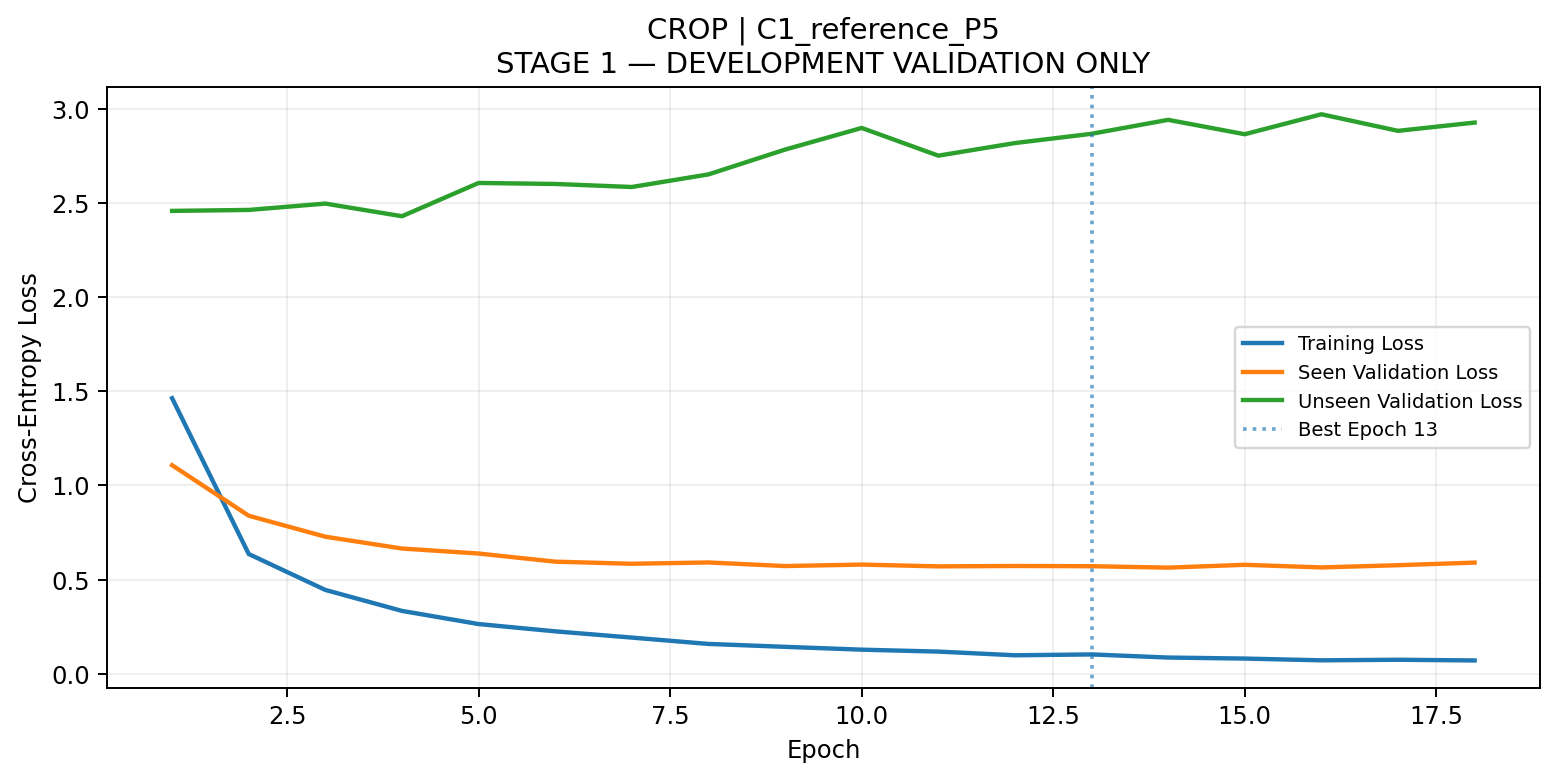 CROP | C1_reference_P5
STAGE 1 — DEVELOPMENT VALIDATION ONLY
Cross-Entropy Loss
3.0
2.5
2.0
1.5
1.0
0.5
0.0
Training Loss
Seen Validation Loss
Unseen Validation Loss
Best Epoch 13
2.5 5.0 7.5 10.0 12.5 15.0 17.5
Epoch